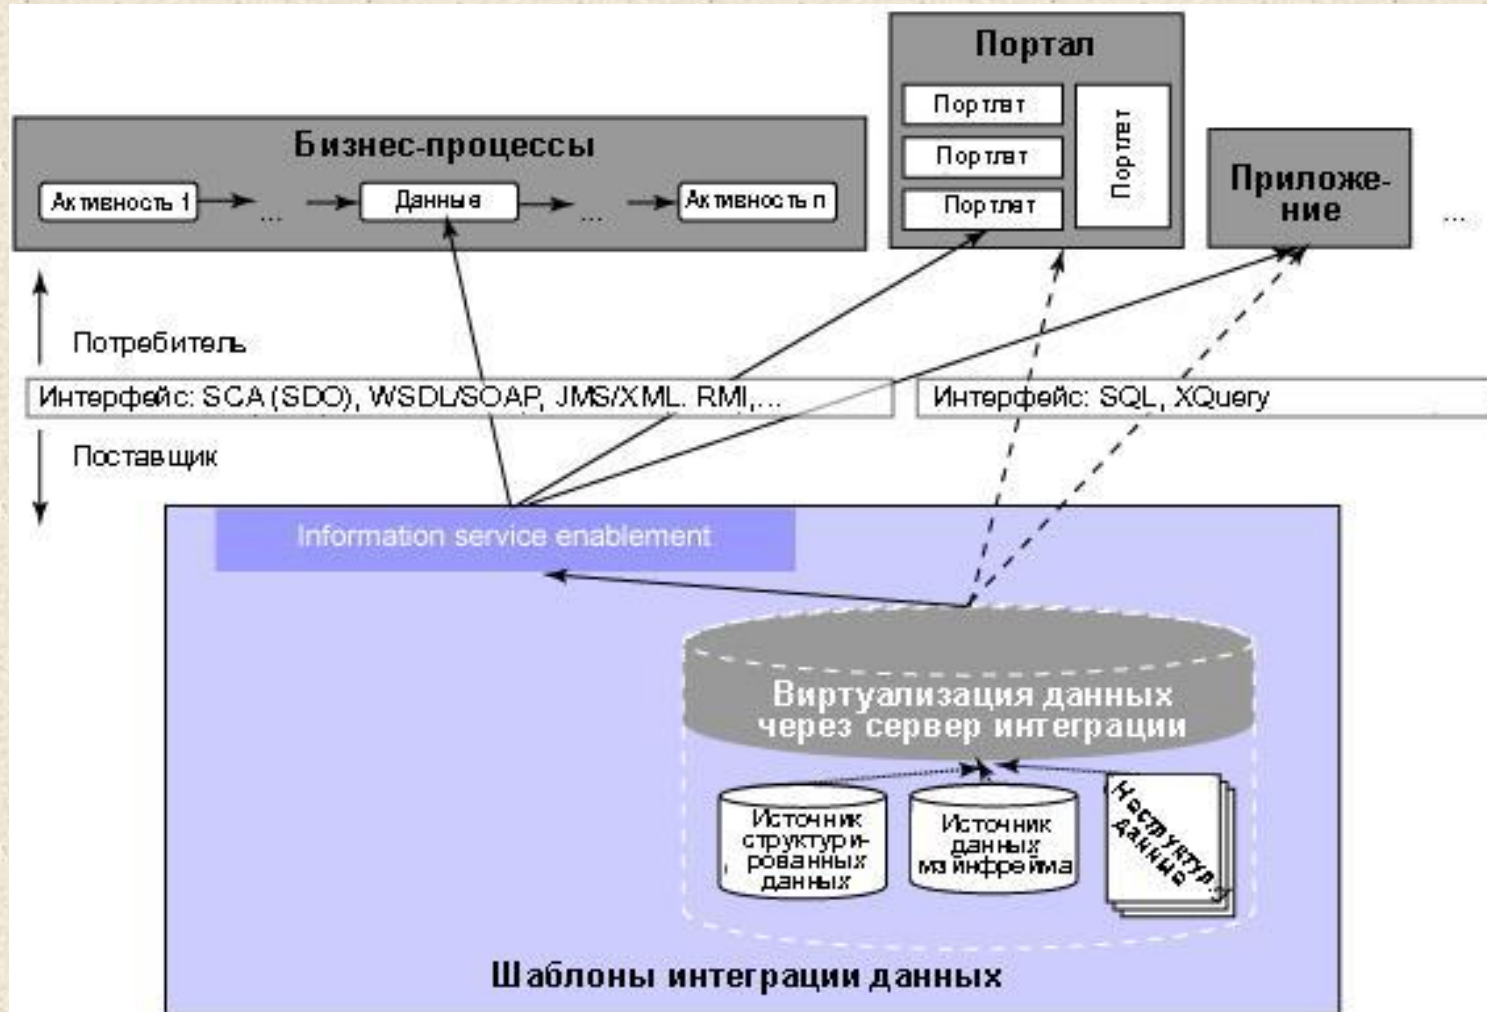 Портал
Портлет
Портлет
Портлет
Портлет
Бизнес-процессы
Активность 1
...
Данные
...
Активность n
Приложе-
ние
...
Потребитель
Интерфейс: SCA (SDO), WSDL/SOAP, JMS/XML. RMI,...
Интерфейс: SQL, XQuery
Поставщик
Information service enablement
Виртуализация данных
через сервер интеграции
Источник
структури-
рованных
данных
Источник
данных
мэйнфрейма
Неструктур.
данные
Шаблоны интеграции данных